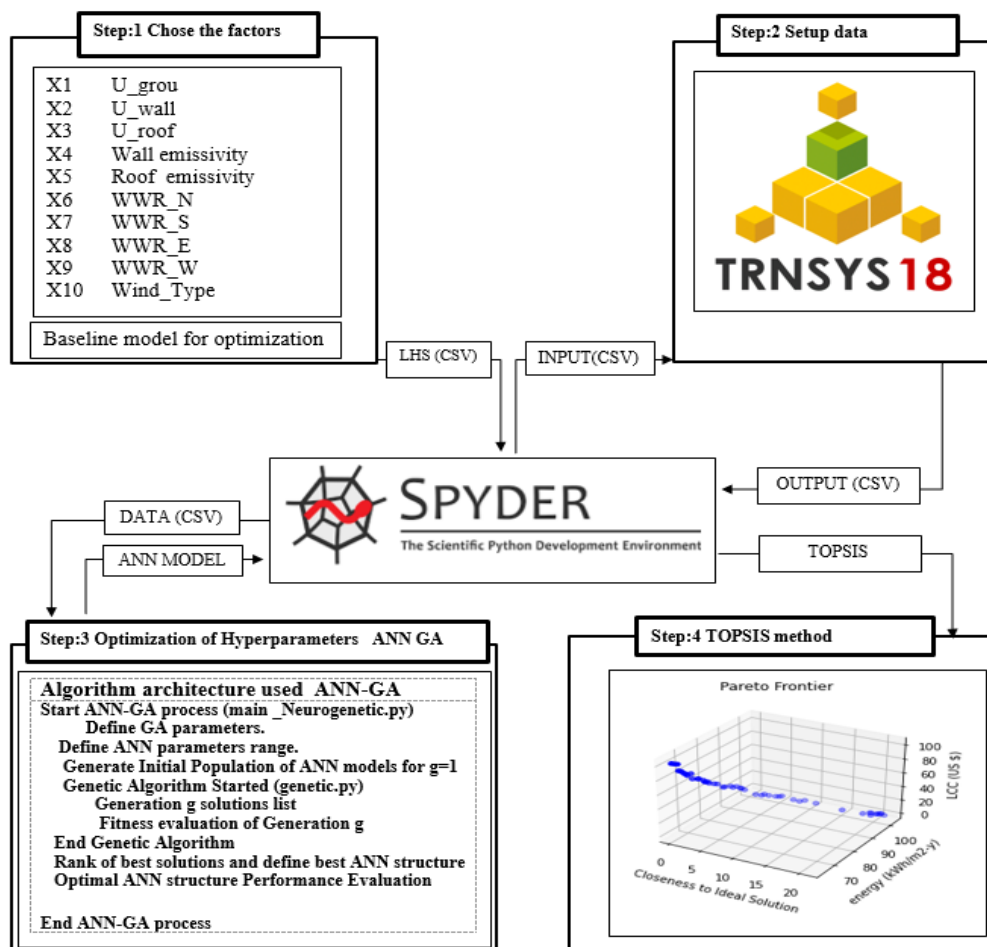 Step:1 Chose the factors
X1 U_grou
X2 U_wall
X3 U_roof
X4 Wall emissivity
X5 Roof emissivity
X6 WWR_N
X7 WWR_S
X8 WWR_E
X9 WWR_W
X10 Wind_Type
Baseline model for optimization
Step:2 Setup data
TRNSYS 18
LHS (CSV)
INPUT(CSV)
SPYDER
The Scientific Python Development Environment
OUTPUT (CSV)
DATA (CSV)
ANN MODEL
TOPSIS
Step:3 Optimization of Hyperparameters ANN GA
Algorithm architecture used ANN-GA
Start ANN-GA process (main _Neurogenetic.py)
Define GA parameters.
Define ANN parameters range.
Generate Initial Population of ANN models for g=1
Genetic Algorithm Started (genetic.py)
Generation g solutions list
Fitness evaluation of Generation g
End Genetic Algorithm
Rank of best solutions and define best ANN structure
Optimal ANN structure Performance Evaluation
End ANN-GA process
Step:4 TOPSIS method
Pareto Frontier
100
80
60
40
20
0
LCC (US $)
100
90
80
70
energy (kWh/m2-y)
0
5
10
15
20
Closeness to Ideal Solution